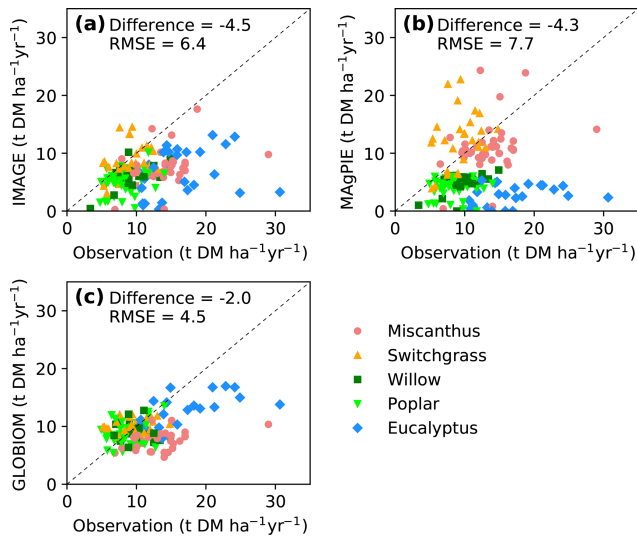 (a) Difference = -4.5
RMSE = 6.4
30
20
10
0
IMAGE (t DM ha⁻¹yr⁻¹)
0 10 20 30
Observation (t DM ha⁻¹yr⁻¹)
(b) Difference = -4.3
RMSE = 7.7
30
20
10
0
MAgPIE (t DM ha⁻¹yr⁻¹)
0 10 20 30
Observation (t DM ha⁻¹yr⁻¹)
(c) Difference = -2.0
RMSE = 4.5
30
20
10
0
GLOBIOM (t DM ha⁻¹yr⁻¹)
0 10 20 30
Observation (t DM ha⁻¹yr⁻¹)
Miscanthus
Switchgrass
Willow
Poplar
Eucalyptus